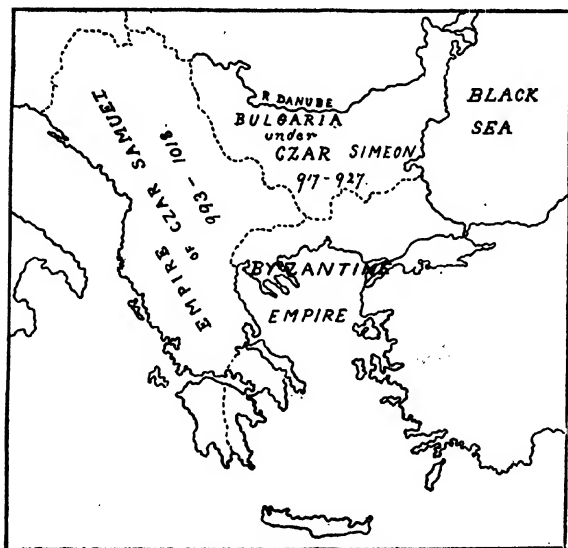 R DANUBE
BULGARIA
under
CZAR SIMEON
917-927.
BLACK
SEA
EMPIRE CZAR SAMUEL
OF
993-1018.
BYZANTINE
EMPIRE